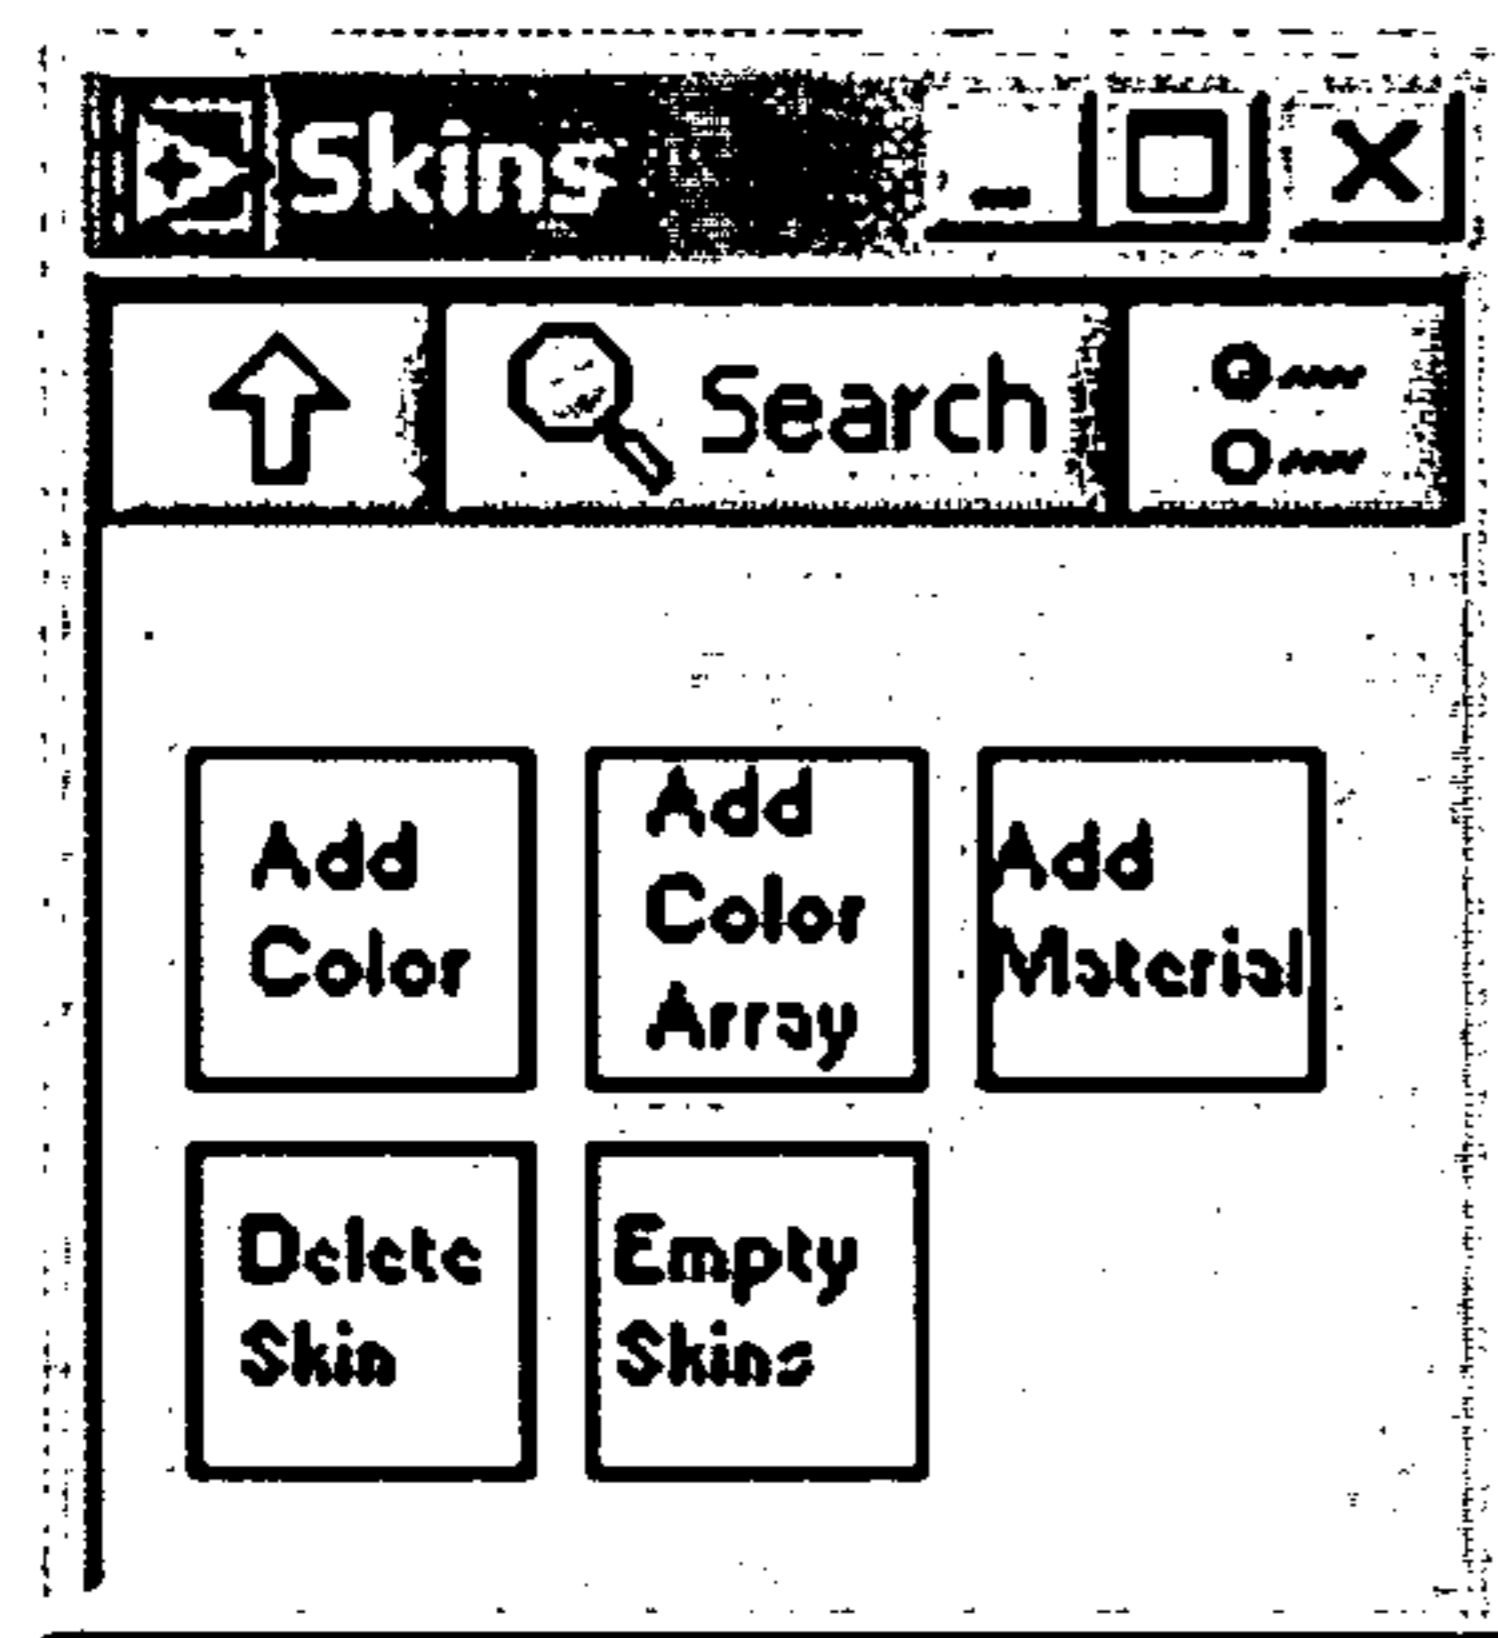 Skins
Search
Add
Color
Add
Color
Array
Add
Material
Delete
Skin
Empty
Skins